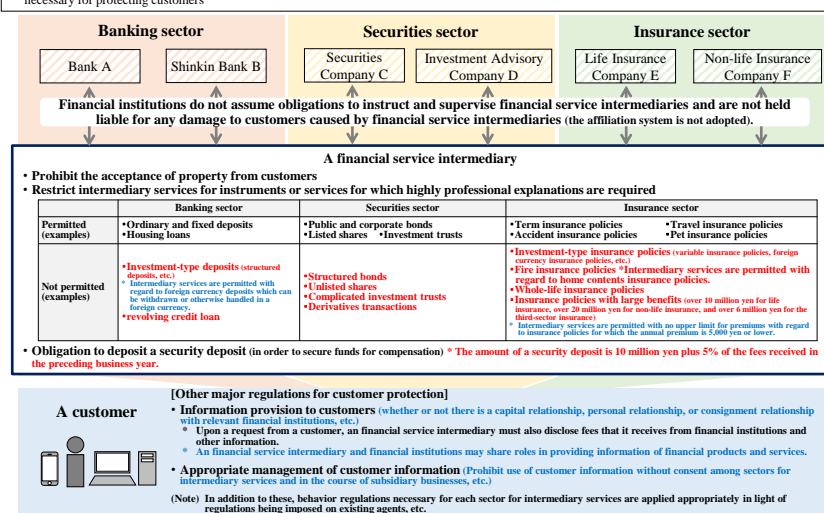 necessary for protecting customers
Banking sector
Securities sector
Insurance sector
Bank A
Shinkin Bank B
Securities
Company C
Investment Advisory
Company D
Life Insurance
Company E
Non-life Insurance
Company F
Financial institutions do not assume obligations to instruct and supervise financial service intermediaries and are not held
liable for any damage to customers caused by financial service intermediaries (the affiliation system is not adopted).
A financial service intermediary
• Prohibit the acceptance of property from customers
• Restrict intermediary services for instruments or services for which highly professional explanations are required
Banking sector
Securities sector
Insurance sector
Permitted
(examples)
•Ordinary and fixed deposits
•Housing loans
•Public and corporate bonds
•Listed shares •Investment trusts
•Term insurance policies •Travel insurance policies
•Accident insurance policies •Pet insurance policies
Not permitted
(examples)
•Investment-type deposits (structured
deposits, etc.)
* Intermediary services are permitted with
regard to foreign currency deposits which can
be withdrawn or otherwise handled in a
foreign currency.
•revolving credit loan
•Structured bonds
•Unlisted shares
•Complicated investment trusts
•Derivatives transactions
•Investment-type insurance policies (variable insurance policies, foreign
currency insurance policies, etc.)
•Fire insurance policies *Intermediary services are permitted with
regard to home contents insurance policies.
•Whole-life insurance policies
•Insurance policies with large benefits (over 10 million yen for life
insurance, over 20 million yen for non-life insurance, and over 6 million yen for the
third-sector insurance)
* Intermediary services are permitted with no upper limit for premiums with regard
to insurance policies for which the annual premium is 5,000 yen or lower.
• Obligation to deposit a security deposit (in order to secure funds for compensation) * The amount of a security deposit is 10 million yen plus 5% of the fees received in
the preceding business year.
A customer
[Other major regulations for customer protection]
• Information provision to customers (whether or not there is a capital relationship, personal relationship, or consignment relationship
with relevant financial institutions, etc.)
* Upon a request from a customer, an financial service intermediary must also disclose fees that it receives from financial institutions and
other information.
* An financial service intermediary and financial institutions may share roles in providing information of financial products and services.
• Appropriate management of customer information (Prohibit use of customer information without consent among sectors for
intermediary services and in the course of subsidiary businesses, etc.)
(Note) In addition to these, behavior regulations necessary for each sector for intermediary services are applied appropriately in light of
regulations being imposed on existing agents, etc.